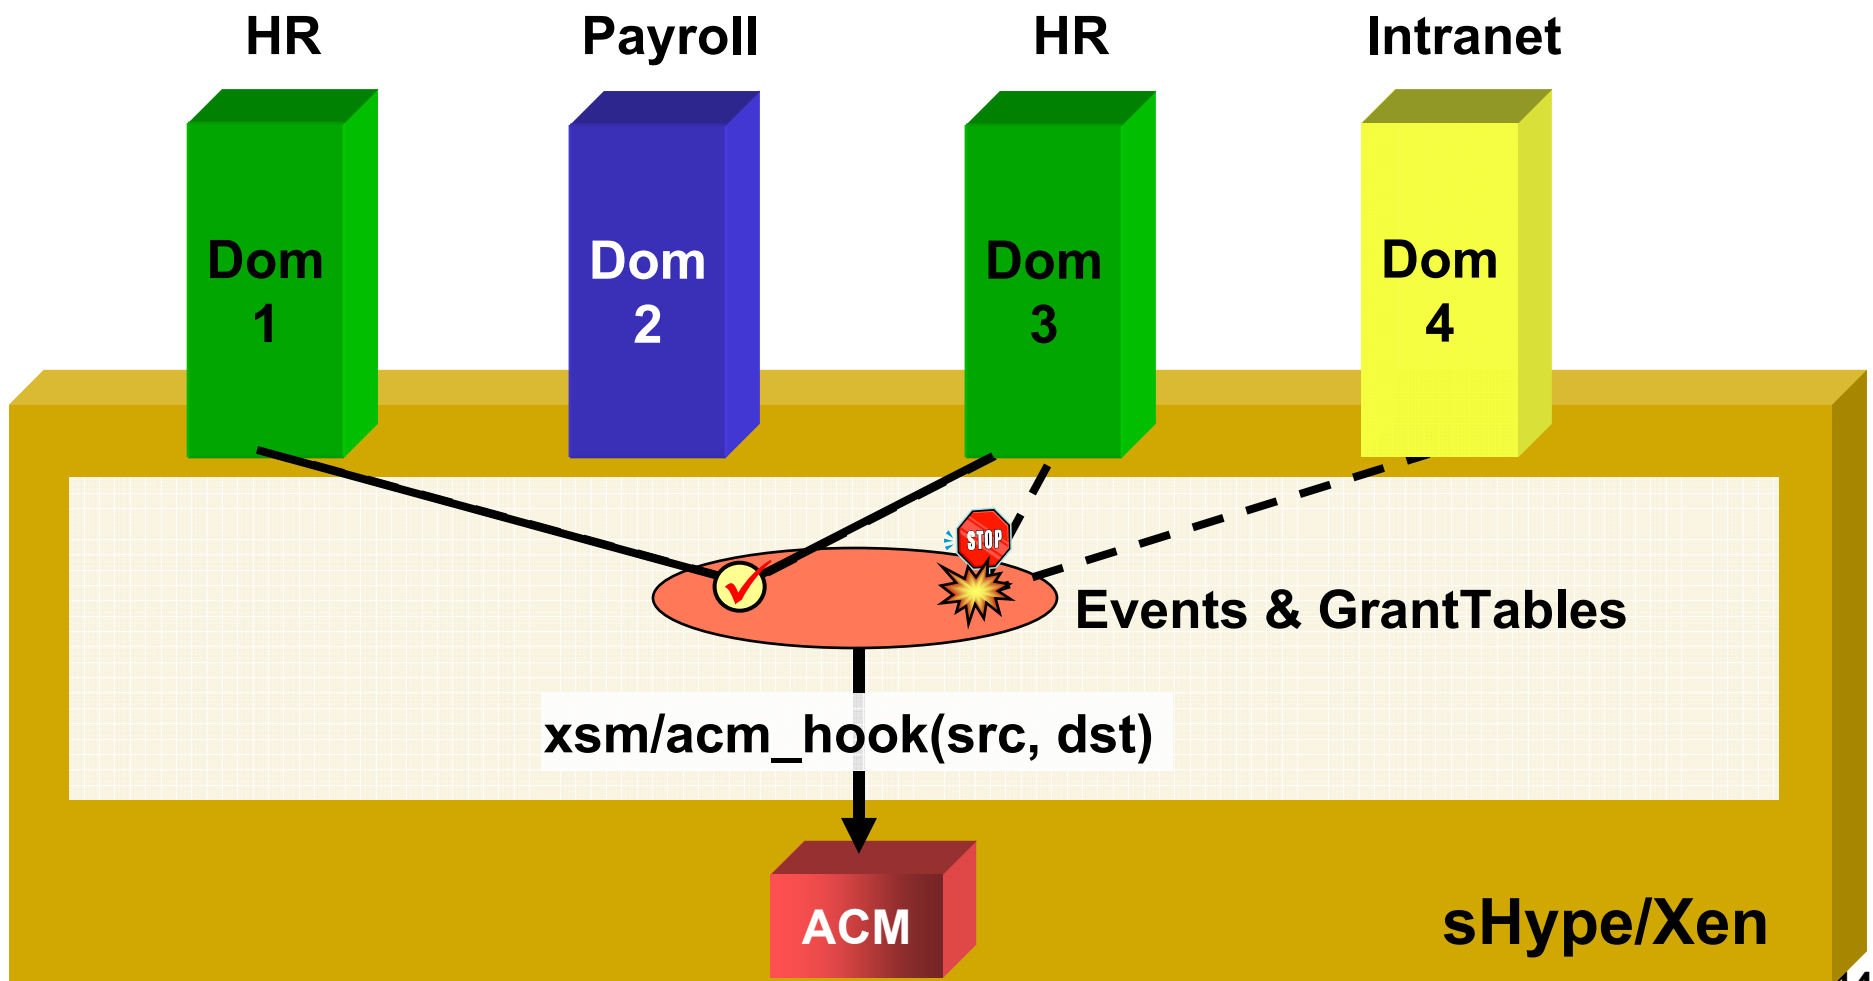 HR
Payroll
HR
Intranet
Dom
1
Dom
2
Dom
3
Dom
4
STOP
Events & GrantTables
xsm/acm_hook(src, dst)
ACM
sHype/Xen